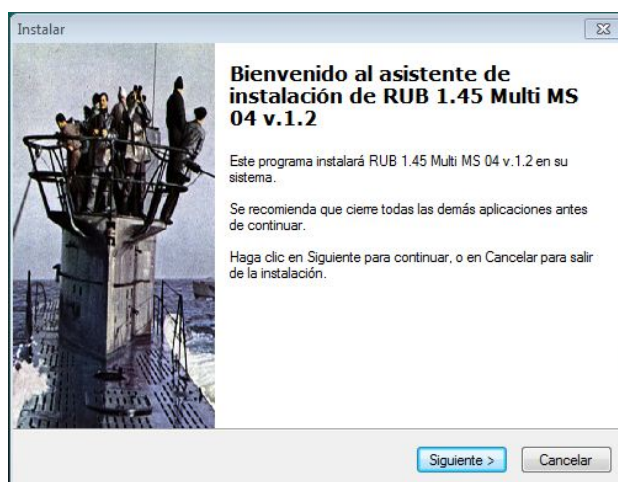 Instalar
Bienvenido al asistente de
instalación de RUB 1.45 Multi MS
04 v.1.2
Este programa instalará RUB 1.45 Multi MS 04 v.1.2 en su
sistema.
Se recomienda que cierre todas las demás aplicaciones antes
de continuar.
Haga clic en Siguiente para continuar, o en Cancelar para salir
de la instalación.
Siguiente >
Cancelar